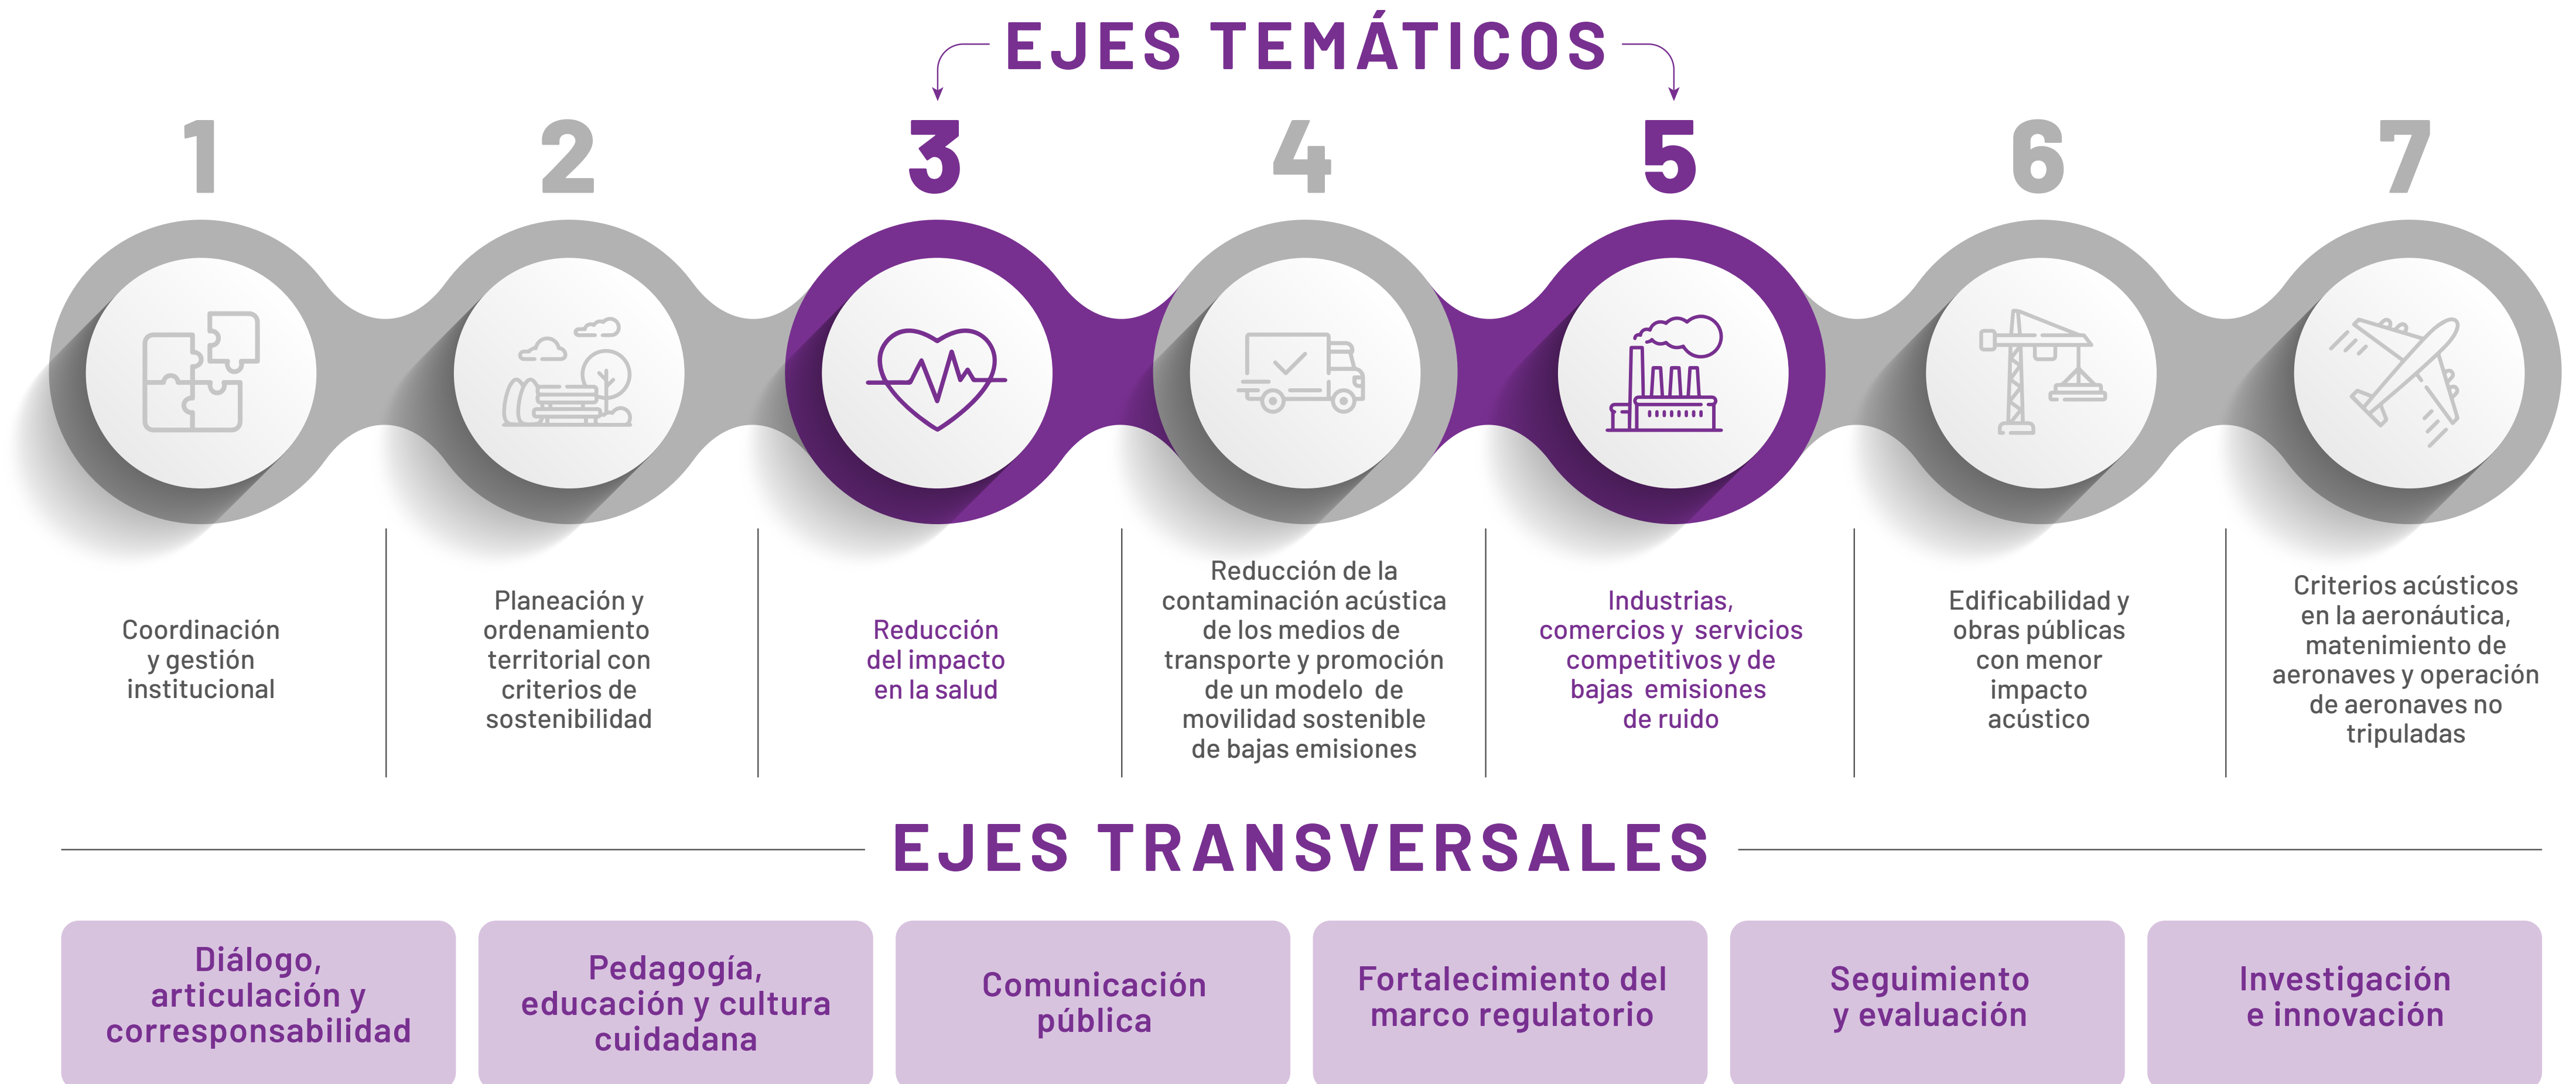 EJES TEMÁTICOS
1
2
3
4
5
6
7
Coordinación
y gestión
institucional
Planeación y
ordenamiento
territorial con
criterios de
sostenibilidad
Reducción
del impacto
en la salud
Reducción de la
contaminación acústica
de los medios de
transporte y promoción
de un modelo de
movilidad sostenible
de bajas emisiones
Industrias,
comercios y servicios
competitivos y de
bajas emisiones
de ruido
Edificabilidad y
obras públicas
con menor
impacto
acústico
Criterios acústicos
en la aeronáutica,
matenimiento de
aeronaves y operación
de aeronaves no
tripuladas
EJES TRANSVERSALES
Diálogo,
articulación y
corresponsabilidad
Pedagogía,
educación y cultura
cuidadana
Comunicación
pública
Fortalecimiento del
marco regulatorio
Seguimiento
y evaluación
Investigación
e innovación